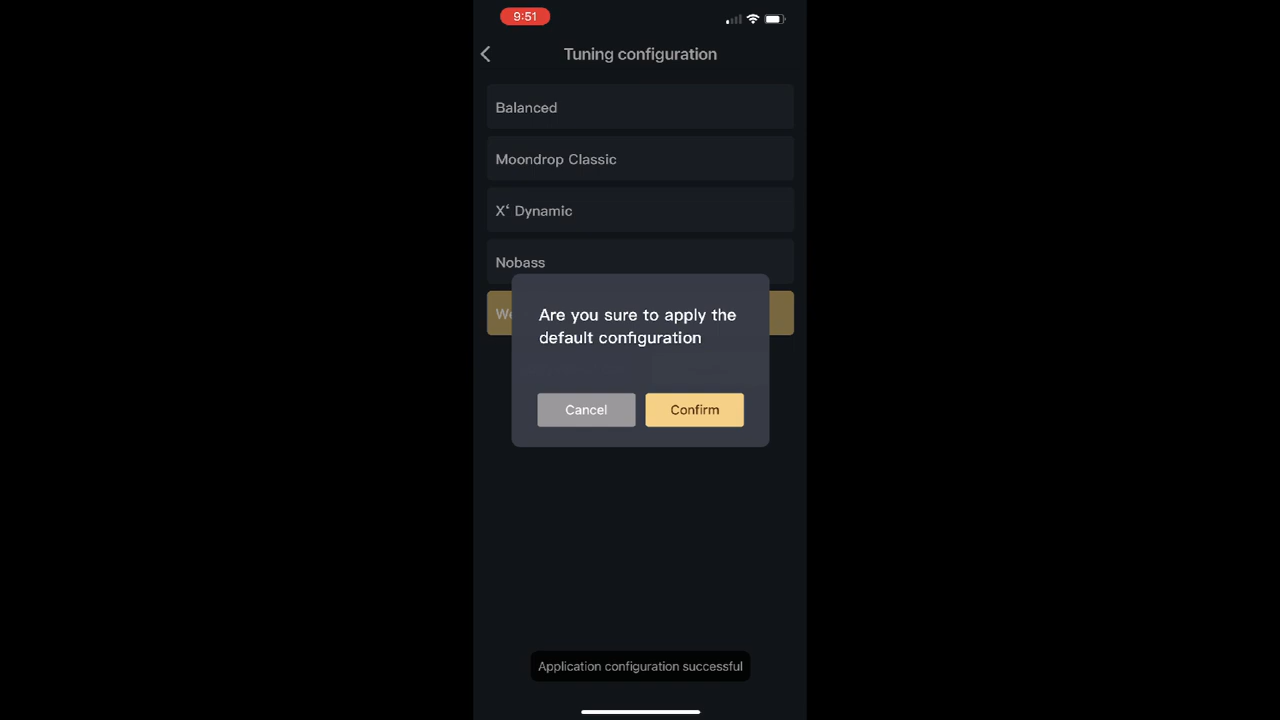 9:51
Tuning configuration
Balanced
Moondrop Classic
X‘ Dynamic
Nobass
Are you sure to apply the
default configuration
Cancel
Confirm
Application configuration successful